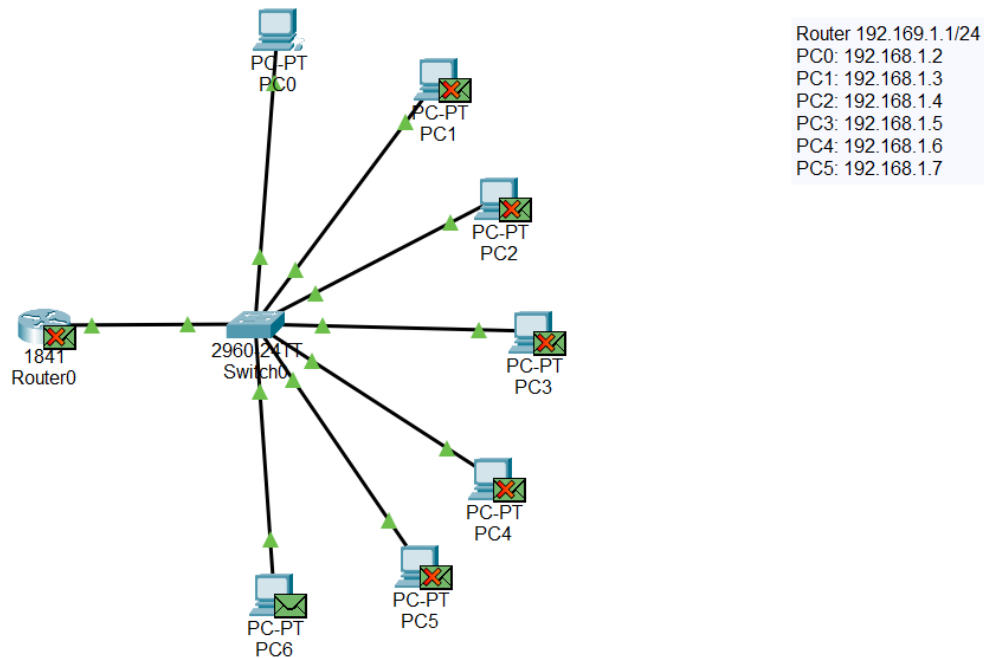 PC-PT
PC0
PC-PT
PC1
PC-PT
PC2
1841
Router0
2960-24TT
Switch0
PC-PT
PC3
PC-PT
PC4
PC-PT
PC5
PC-PT
PC6
Router 192.169.1.1/24
PC0: 192.168.1.2
PC1: 192.168.1.3
PC2: 192.168.1.4
PC3: 192.168.1.5
PC4: 192.168.1.6
PC5: 192.168.1.7